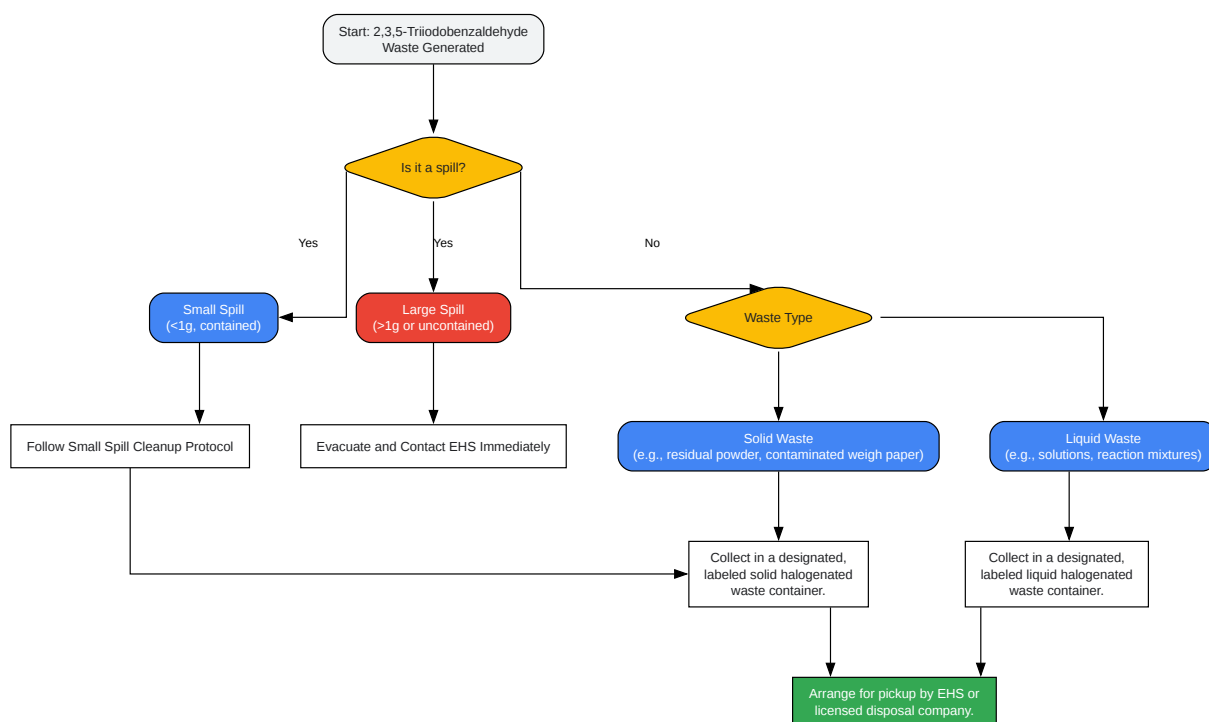 Start: 2,3,5-Triiodobenzaldehyde
Waste Generated
Is it a spill?
Yes
Yes
No
Small Spill
(<1g, contained)
Large Spill
(>1g or uncontained)
Waste Type
Follow Small Spill Cleanup Protocol
Evacuate and Contact EHS Immediately
Solid Waste
(e.g., residual powder, contaminated weigh paper)
Liquid Waste
(e.g., solutions, reaction mixtures)
Collect in a designated,
labeled solid halogenated
waste container.
Collect in a designated,
labeled liquid halogenated
waste container.
Arrange for pickup by EHS or
licensed disposal company.